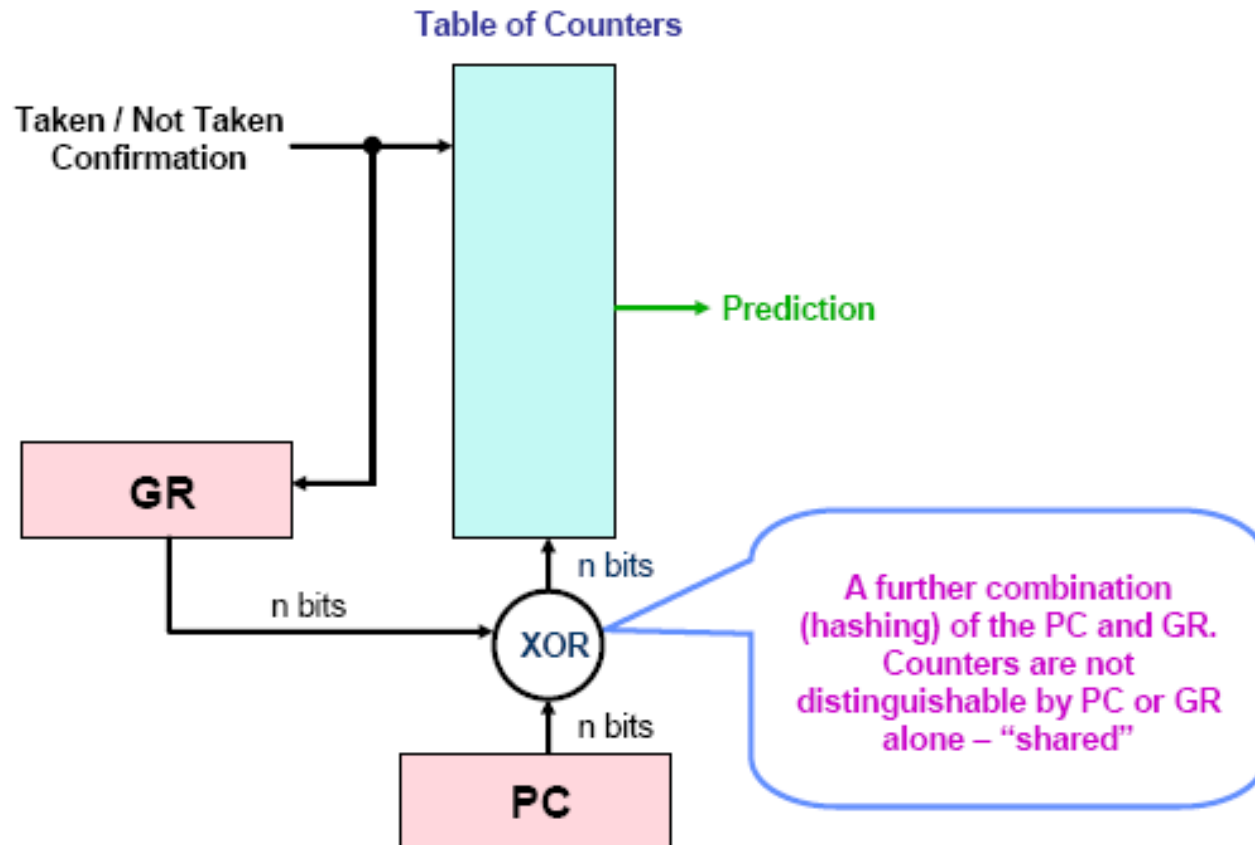 Table of Counters
Taken / Not Taken
Confirmation
Prediction
GR
n bits
n bits
XOR
n bits
PC
A further combination
(hashing) of the PC and GR.
Counters are not
distinguishable by PC or GR
alone – “shared”